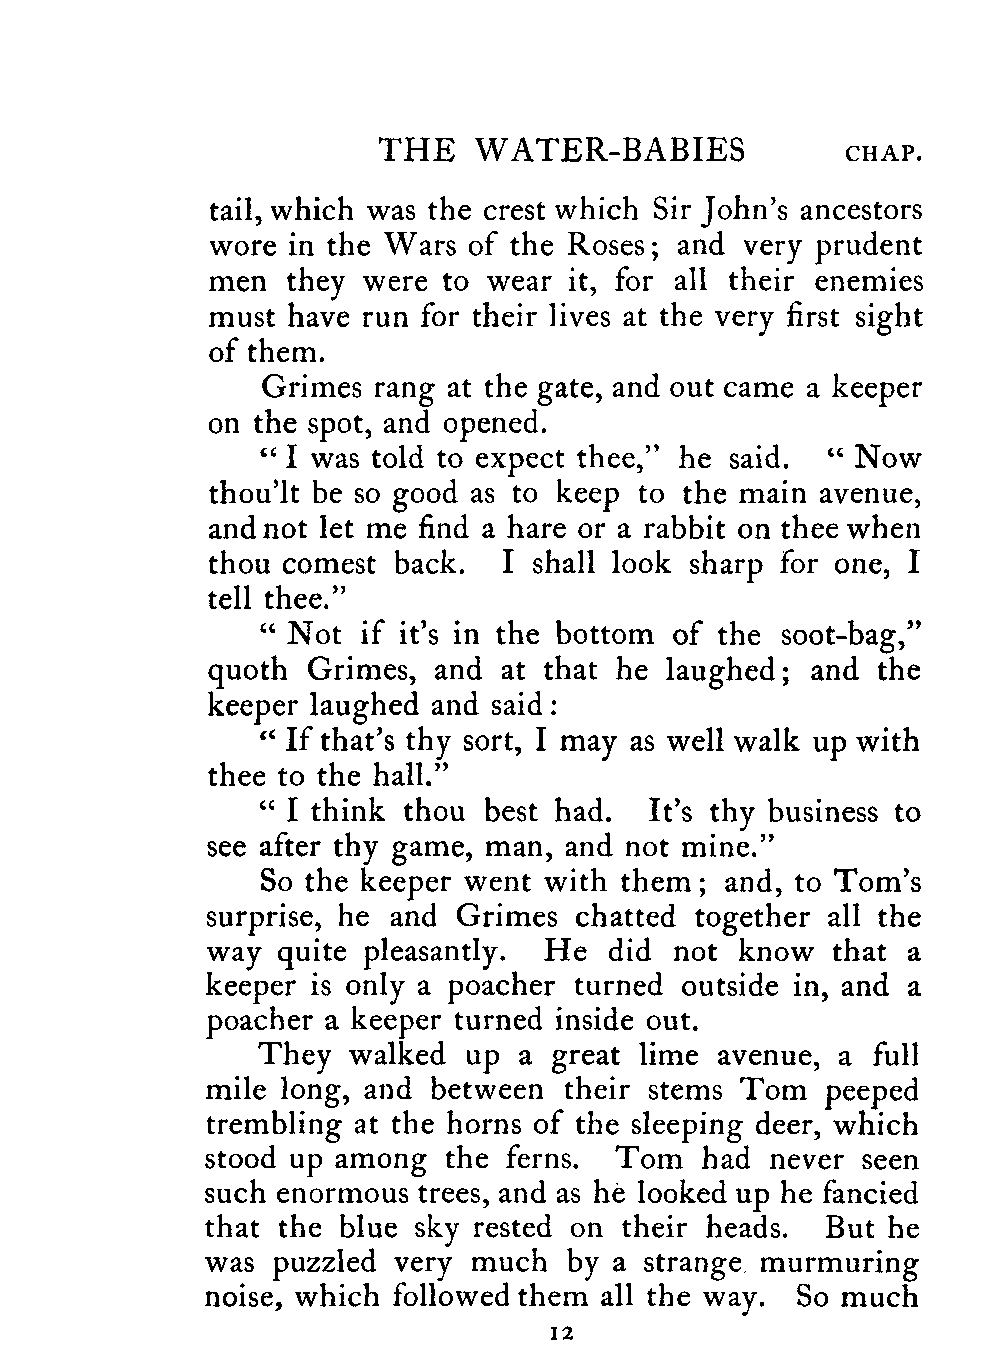 THE WATER-BABIES CHAP.
tail, which was the crest which Sir John's ancestors
wore in the Wars of the Roses; and very prudent
men they were to wear it, for all their enemies
must have run for their lives at the very first sight
of them.
Grimes rang at the gate, and out came a keeper
on the spot, and opened.
"I was told to expect thee," he said. "Now
thou'lt be so good as to keep to the main avenue,
and not let me find a hare or a rabbit on thee when
thou comest back. I shall look sharp for one, I
tell thee."
"Not if it's in the bottom of the soot-bag,"
quoth Grimes, and at that he laughed; and the
keeper laughed and said:
"If that's thy sort, I may as well walk up with
thee to the hall."
"I think thou best had. It's thy business to
see after thy game, man, and not mine."
So the keeper went with them; and, to Tom's
surprise, he and Grimes chatted together all the
way quite pleasantly. He did not know that a
keeper is only a poacher turned outside in, and a
poacher a keeper turned inside out.
They walked up a great lime avenue, a full
mile long, and between their stems Tom peeped
trembling at the horns of the sleeping deer, which
stood up among the ferns. Tom had never seen
such enormous trees, and as he looked up he fancied
that the blue sky rested on their heads. But he
was puzzled very much by a strange murmuring
noise, which followed them all the way. So much
12